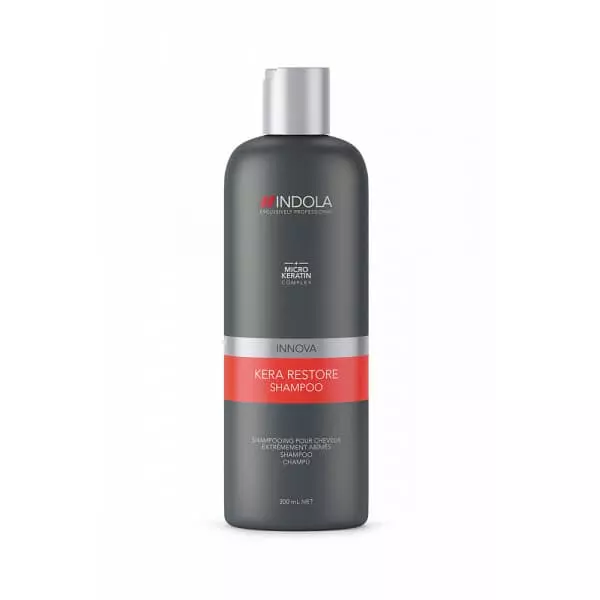 INDOLA
EXCLUSIVELY PROFESSIONAL
+
MICRO
KERATIN
COMPLEX
INNOVA
KERA RESTORE
SHAMPOO
SHAMPOOING POUR CHEVEUX
EXTRÊMEMENT ABÎMÉS
SHAMPOO
CHAMPÚ
300 mL NET